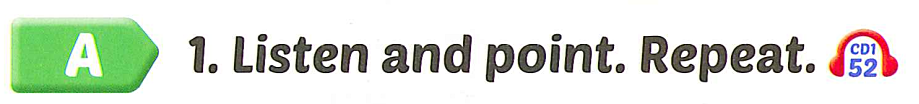 A 1. Listen and point. Repeat. CD1
52